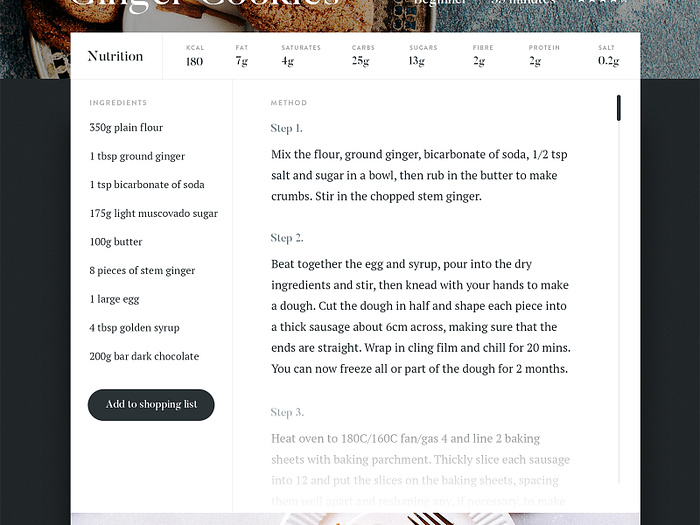 Ginger Cookies
Beginner
Nutrition
KCAL
180
FAT
7g
SATURATES
4g
CARBS
25g
SUGARS
13g
FIBRE
2g
PROTEIN
2g
SALT
0.2g
INGREDIENTS
350g plain flour
1 tbsp ground ginger
1 tsp bicarbonate of soda
175g light muscovado sugar
100g butter
8 pieces of stem ginger
1 large egg
4 tbsp golden syrup
200g bar dark chocolate
Add to shopping list
METHOD
Step 1.
Mix the flour, ground ginger, bicarbonate of soda, 1/2 tsp
salt and sugar in a bowl, then rub in the butter to make
crumbs. Stir in the chopped stem ginger.
Step 2.
Beat together the egg and syrup, pour into the dry
ingredients and stir, then knead with your hands to make
a dough. Cut the dough in half and shape each piece into
a thick sausage about 6cm across, making sure that the
ends are straight. Wrap in cling film and chill for 20 mins.
You can now freeze all or part of the dough for 2 months.
Step 3.
Heat oven to 180C/160C fan/gas 4 and line 2 baking
sheets with baking parchment. Thickly slice each sausage
into 12 and put the slices on the baking sheets, spacing
them well apart and reshaping any, if necessary, to make